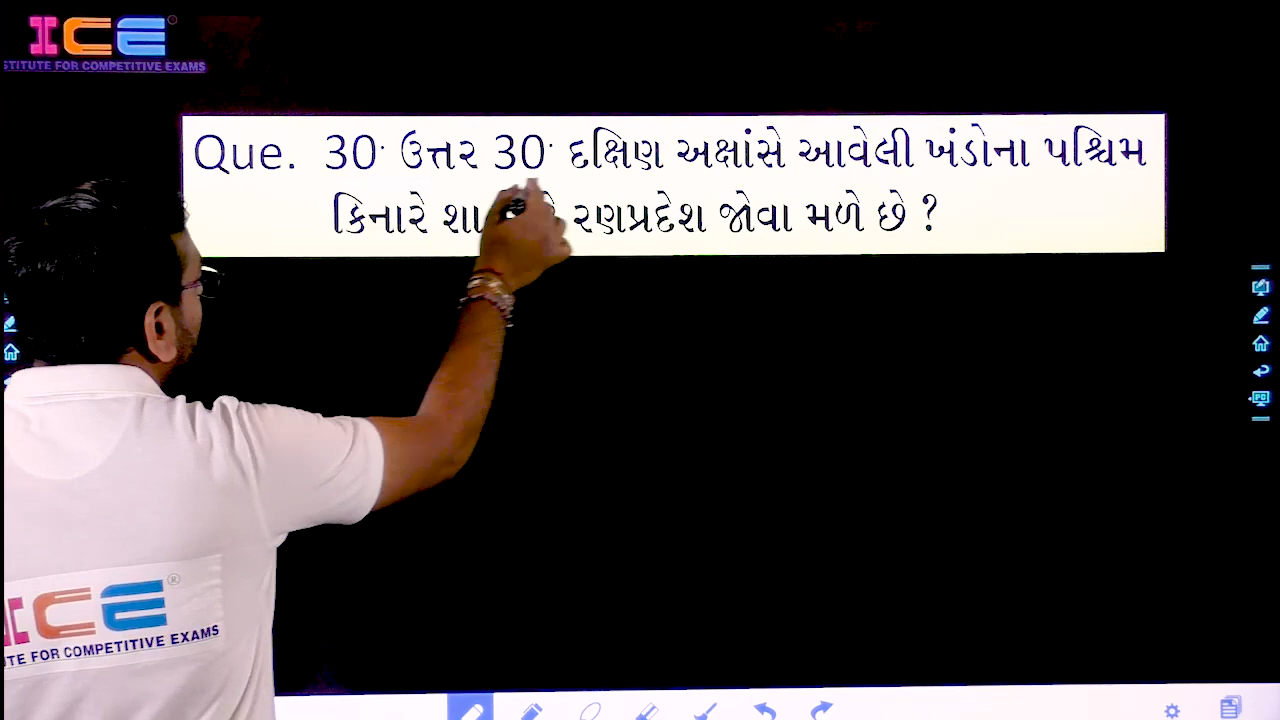 ICE
STITUTE FOR COMPETITIVE EXAMS
Que. 30° ઉત્તર 30° દક્ષિણ અક્ષાંસે આવેલી ખંડોના પશ્ચિમ
કિનારે રણપ્રદેશ જોવા મળે છે ?
ICE®
TE FOR COMPETITIVE EXAMS